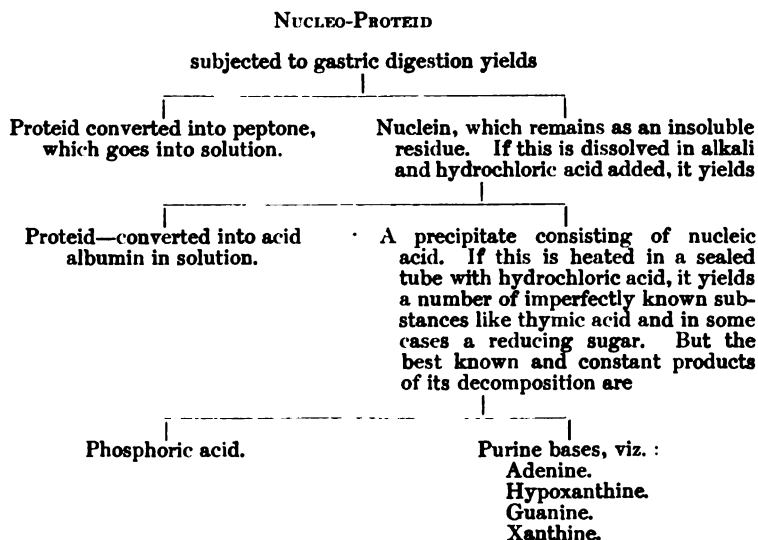 NUCLEO-PROTEID
subjected to gastric digestion yields
Proteid converted into peptone,
which goes into solution.
Nuclein, which remains as an insoluble
residue. If this is dissolved in alkali
and hydrochloric acid added, it yields
Proteid—converted into acid
albumin in solution.
A precipitate consisting of nucleic
acid. If this is heated in a sealed
tube with hydrochloric acid, it yields
a number of imperfectly known sub-
stances like thymic acid and in some
cases a reducing sugar. But the
best known and constant products
of its decomposition are
Phosphoric acid.
Purine bases, viz. :
Adenine.
Hypoxanthine.
Guanine.
Xanthine.